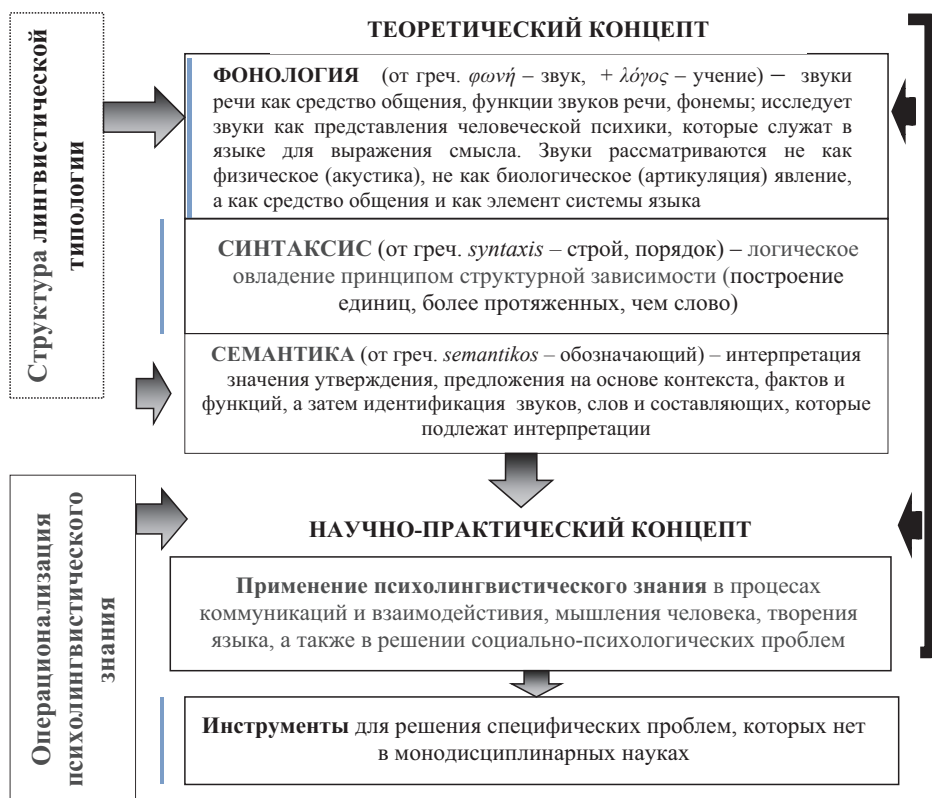 ТЕОРЕТИЧЕСКИЙ КОНЦЕПТ
Структура лингвистической
типологии
ФОНОЛОГИЯ (от греч. φωνή – звук, + λόγος – учение) – звуки
речи как средство общения, функции звуков речи, фонемы; исследует
звуки как представления человеческой психики, которые служат в
языке для выражения смысла. Звуки рассматриваются не как
физическое (акустика), не как биологическое (артикуляция) явление,
а как средство общения и как элемент системы языка
СИНТАКСИС (от греч. syntaxis – строй, порядок) – логическое
овладение принципом структурной зависимости (построение
единиц, более протяженных, чем слово)
СЕМАНТИКА (от греч. semantikos – обозначающий) – интерпретация
значения утверждения, предложения на основе контекста, фактов и
функций, а затем идентификация звуков, слов и составляющих, которые
подлежат интерпретации
Операционализация
психолингвистического
знания
НАУЧНО-ПРАКТИЧЕСКИЙ КОНЦЕПТ
Применение психолингвистического знания в процесах
коммуникаций и взаимодействия, мышления человека, творения
языка, а также в решении социально-психологических проблем
Инструменты для решения специфических проблем, которых нет
в монодисциплинарных науках